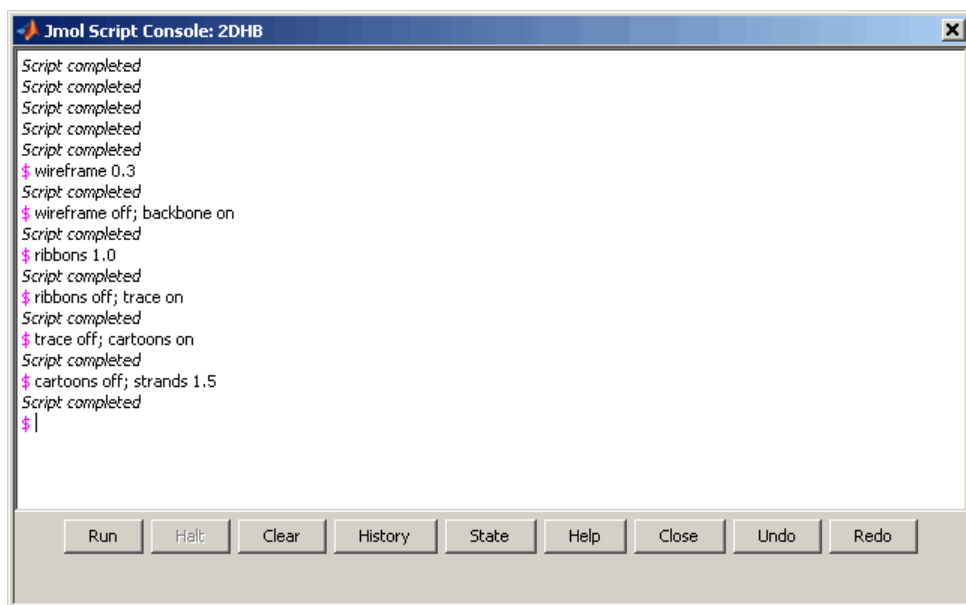 Jmol Script Console: 2DHB
Script completed
Script completed
Script completed
Script completed
Script completed
$ wireframe 0.3
Script completed
$ wireframe off; backbone on
Script completed
$ ribbons 1.0
Script completed
$ ribbons off; trace on
Script completed
$ trace off; cartoons on
Script completed
$ cartoons off; strands 1.5
Script completed
$
Run Halt Clear History State Help Close Undo Redo